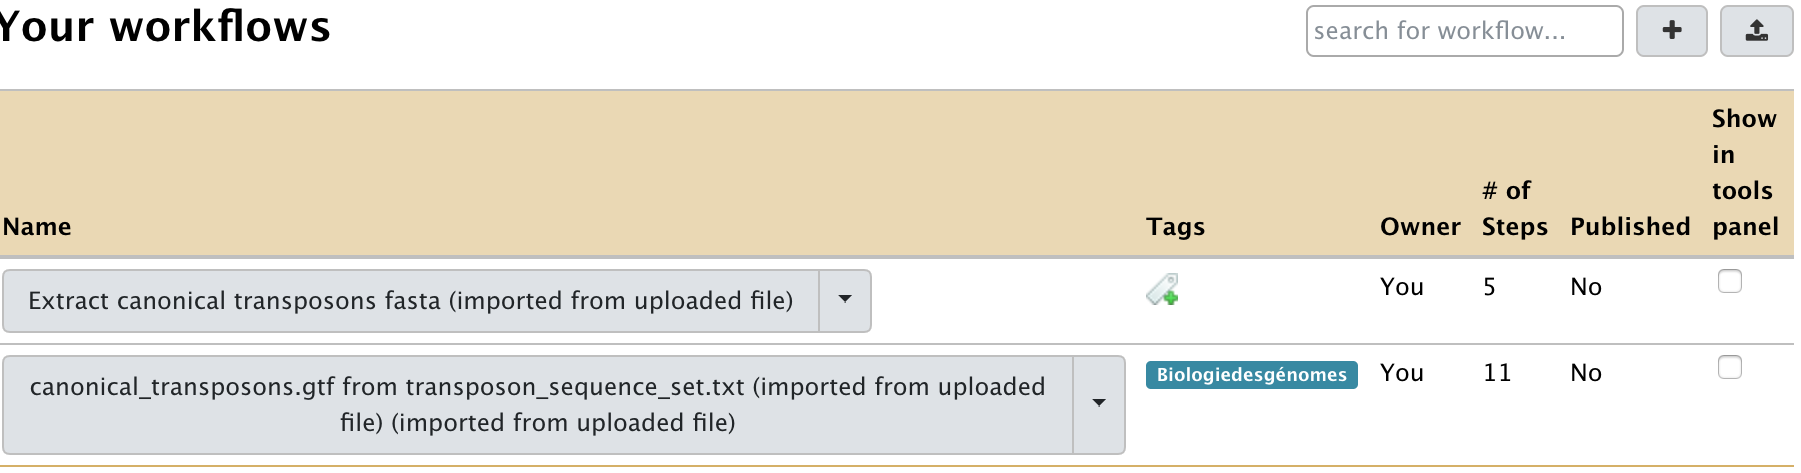 Your workflows
search for workflow...
Name
Tags
Owner
# of
Steps
Published
Show
in
tools
panel
Extract canonical transposons fasta (imported from uploaded file)
You
5
No
canonical_transposons.gtf from transposon_sequence_set.txt (imported from uploaded
file) (imported from uploaded file)
Biologiedesgénomes
You
11
No